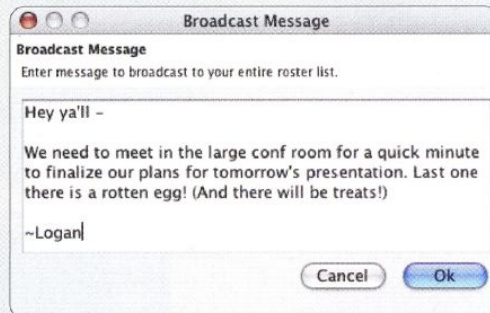 Broadcast Message
Broadcast Message
Enter message to broadcast to your entire roster list.
Hey ya'll -
We need to meet in the large conf room for a quick minute
to finalize our plans for tomorrow's presentation. Last one
there is a rotten egg! (And there will be treats!)
~Logan
Cancel
Ok